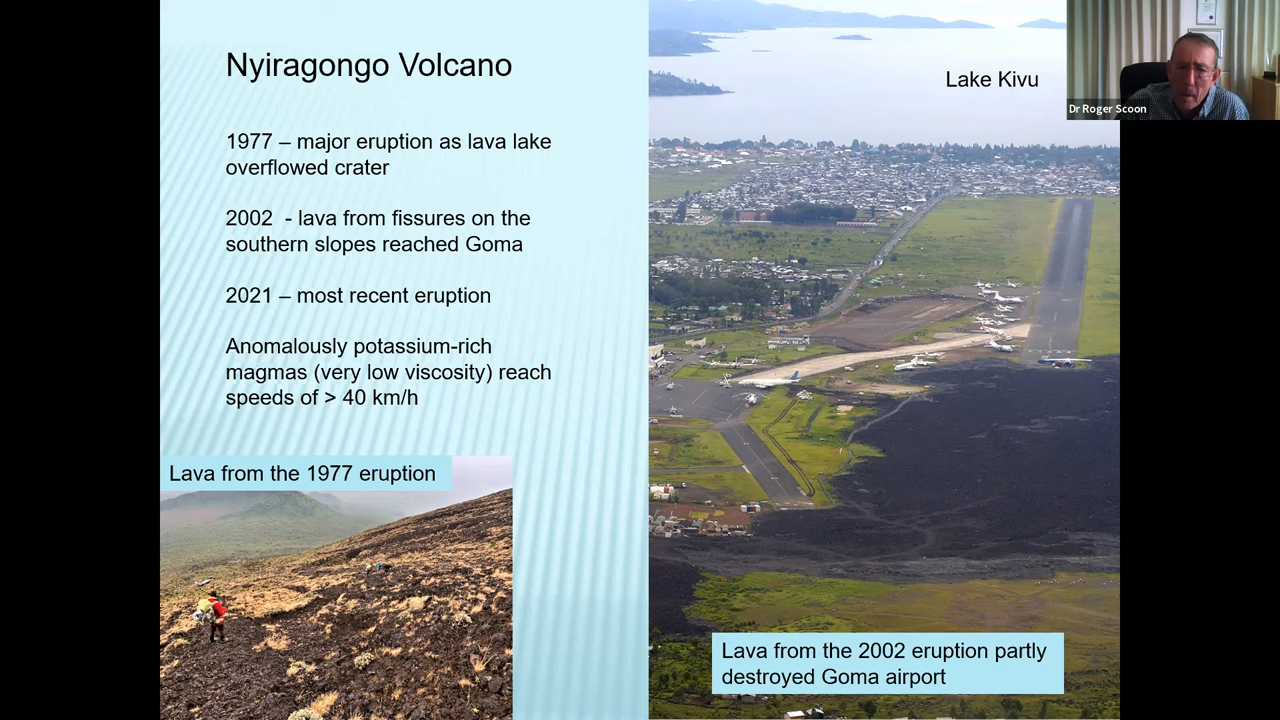 Nyiragongo Volcano
1977 – major eruption as lava lake
overflowed crater
2002  - lava from fissures on the
southern slopes reached Goma
2021 – most recent eruption
Anomalously potassium-rich
magmas (very low viscosity) reach
speeds of > 40 km/h
Lava from the 1977 eruption
Lake Kivu
Lava from the 2002 eruption partly
destroyed Goma airport
Dr Roger Scoon